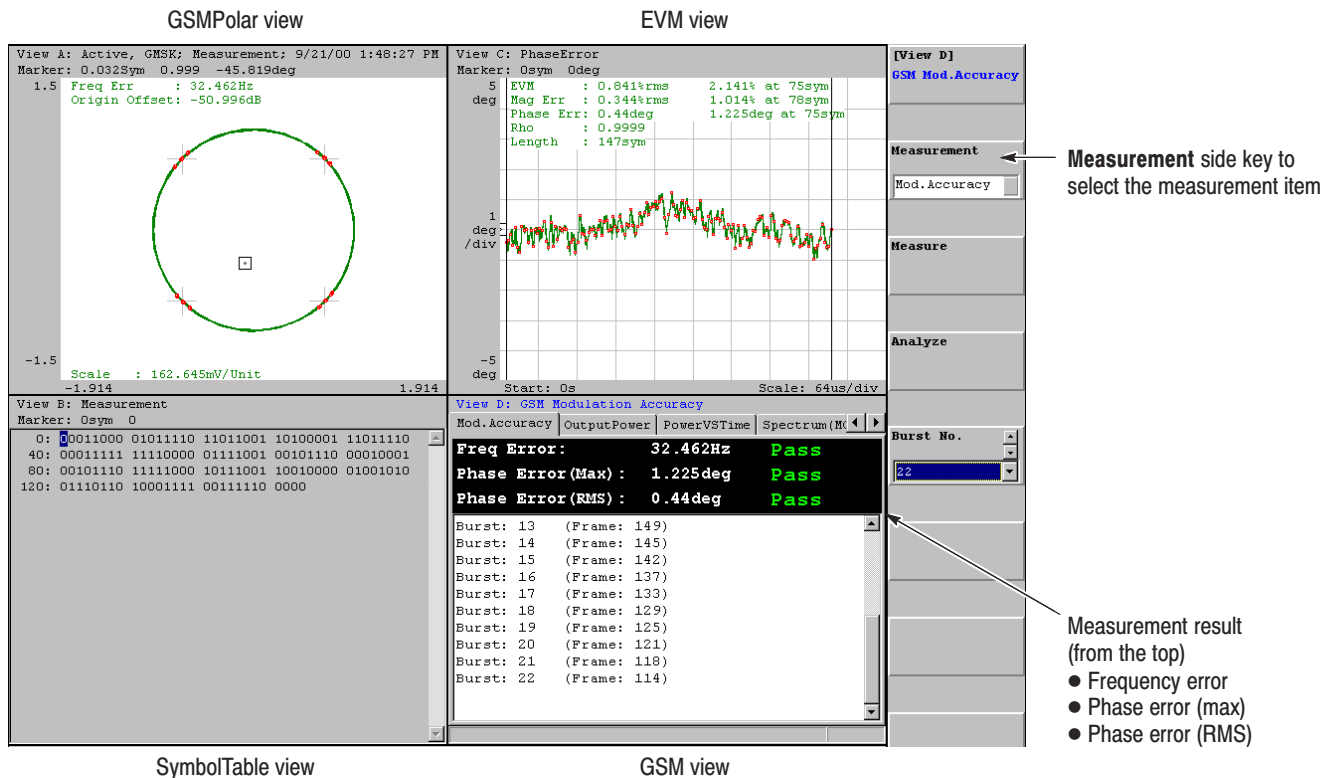 GSMPolar view
EVM view
View A: Active, GMSK; Measurement; 9/21/00 1:48:27 PM
Marker: 0.032Sym 0.999 -45.819deg
1.5
Freq Err : 32.462Hz
Origin Offset: -50.996dB
-1.5
Scale : 162.645mV/Unit
-1.914
1.914
View C: PhaseError
Marker: 0sym 0deg
5
deg
EVM : 0.841%rms 2.141% at 75sym
Mag Err : 0.344%rms 1.014% at 78sym
Phase Err: 0.44deg 1.225deg at 75sym
Rho : 0.9999
Length : 147sym
1
deg
/div
-5
deg
Start: 0s
Scale: 64us/div
[View D]
GSM Mod.Accuracy
Measurement
Mod.Accuracy
Measure
Analyze
Burst No.
22
Measurement side key to
select the measurement item
View B: Measurement
Marker: 0sym 0
0: 00011000 01011110 11011001 10100001 11011110
40: 00011111 11110000 01111001 00101110 00010001
80: 00101110 11111000 10111001 10010000 01001010
120: 01110110 10001111 00111110 0000
View D: GSM Modulation Accuracy
Mod.Accuracy OutputPower PowerVSTime Spectrum(MO
Freq Error: 32.462Hz Pass
Phase Error(Max): 1.225deg Pass
Phase Error(RMS): 0.44deg Pass
Burst: 13 (Frame: 149)
Burst: 14 (Frame: 145)
Burst: 15 (Frame: 142)
Burst: 16 (Frame: 137)
Burst: 17 (Frame: 133)
Burst: 18 (Frame: 129)
Burst: 19 (Frame: 125)
Burst: 20 (Frame: 121)
Burst: 21 (Frame: 118)
Burst: 22 (Frame: 114)
Measurement result
(from the top)
● Frequency error
● Phase error (max)
● Phase error (RMS)
SymbolTable view
GSM view